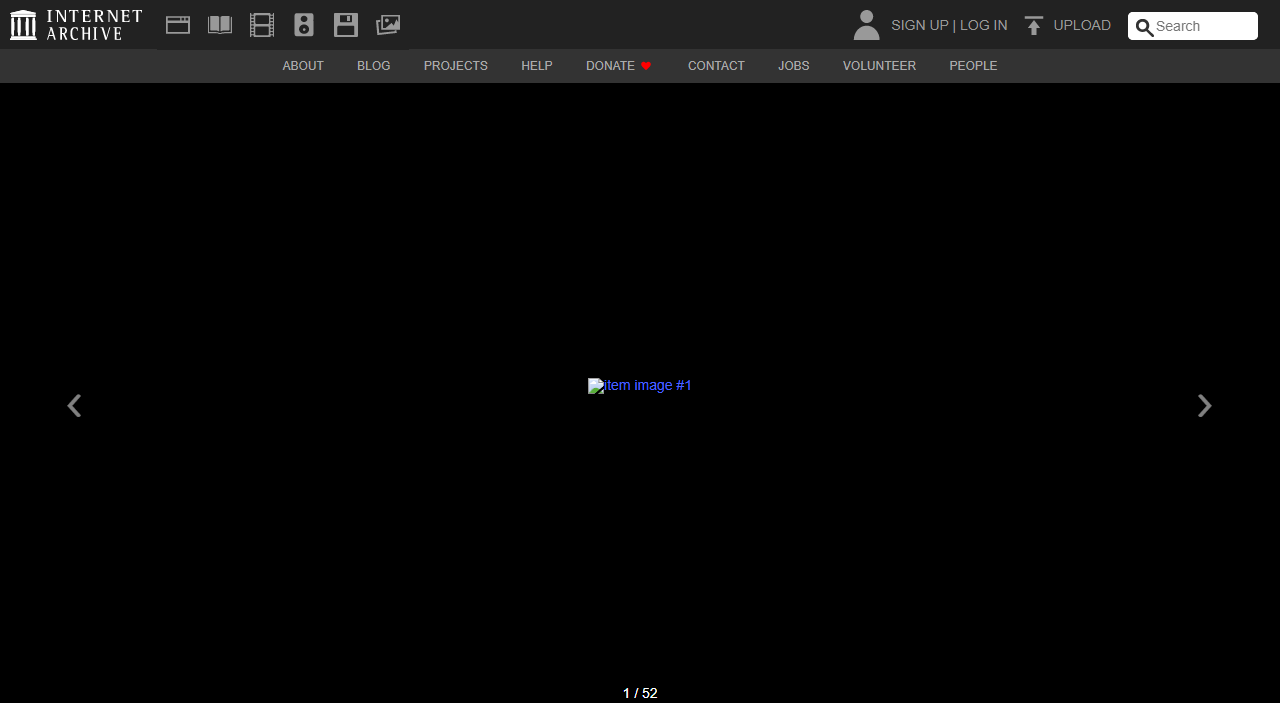 INTERNET ARCHIVE
SIGN UP | LOG IN
UPLOAD
Search
ABOUT BLOG PROJECTS HELP DONATE CONTACT JOBS VOLUNTEER PEOPLE
item image #1
1 / 52